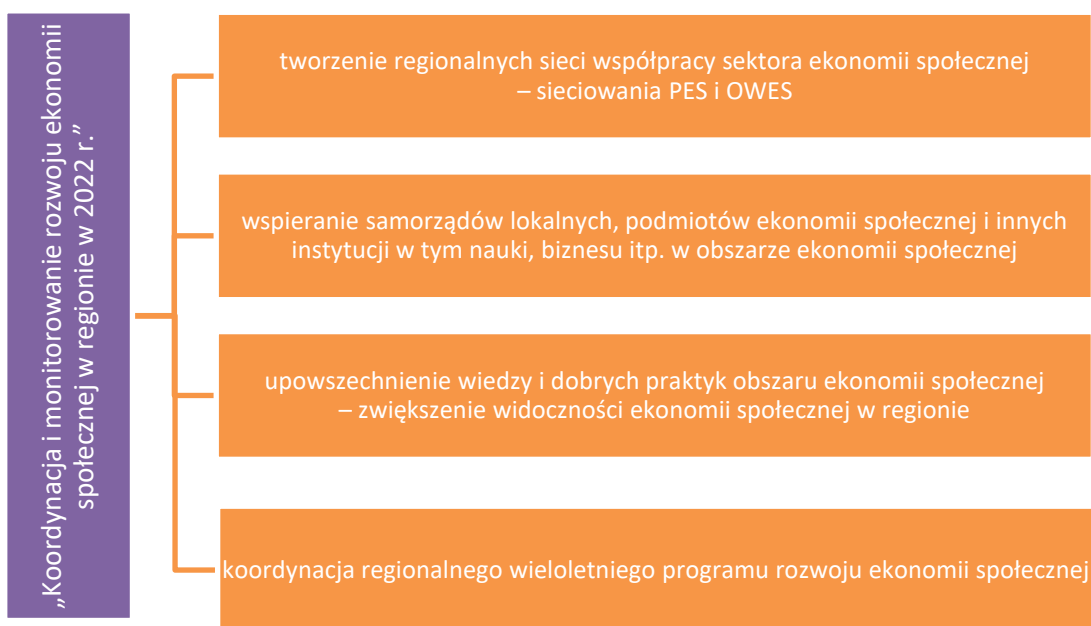 „Koordynacja i monitorowanie rozwoju ekonomii
społecznej w regionie w 2022 r.”
tworzenie regionalnych sieci współpracy sektora ekonomii społecznej
– sieciowania PES i OWES
wspieranie samorządów lokalnych, podmiotów ekonomii społecznej i innych
instytucji w tym nauki, biznesu itp. w obszarze ekonomii społecznej
upowszechnienie wiedzy i dobrych praktyk obszaru ekonomii społecznej
– zwiększenie widoczności ekonomii społecznej w regionie
koordynacja regionalnego wieloletniego programu rozwoju ekonomii społecznej